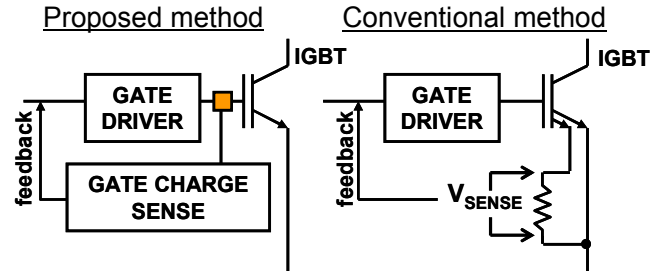 Proposed method
IGBT
GATE
DRIVER
feedback
GATE CHARGE
SENSE
Conventional method
IGBT
GATE
DRIVER
feedback
VSENSE